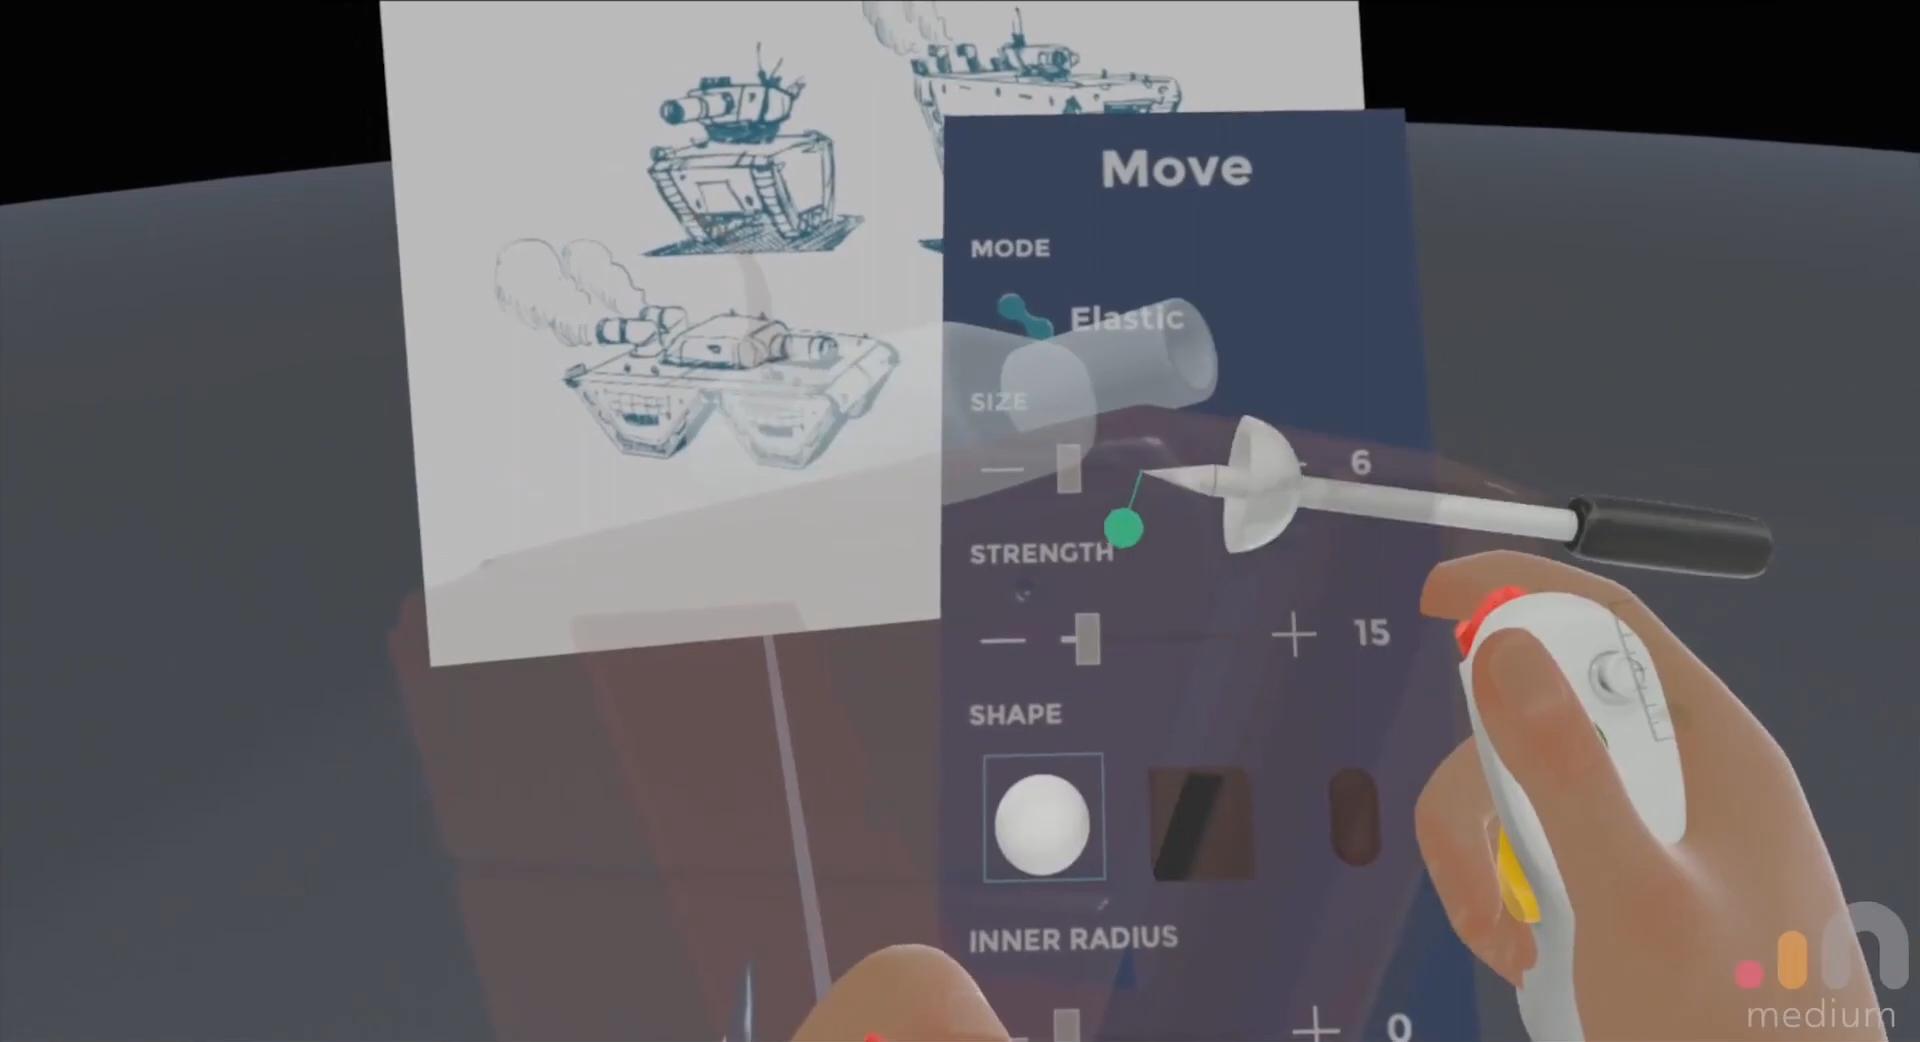 Move
MODE
Elastic
SIZE
6
STRENGTH
15
SHAPE
INNER RADIUS
0
medium